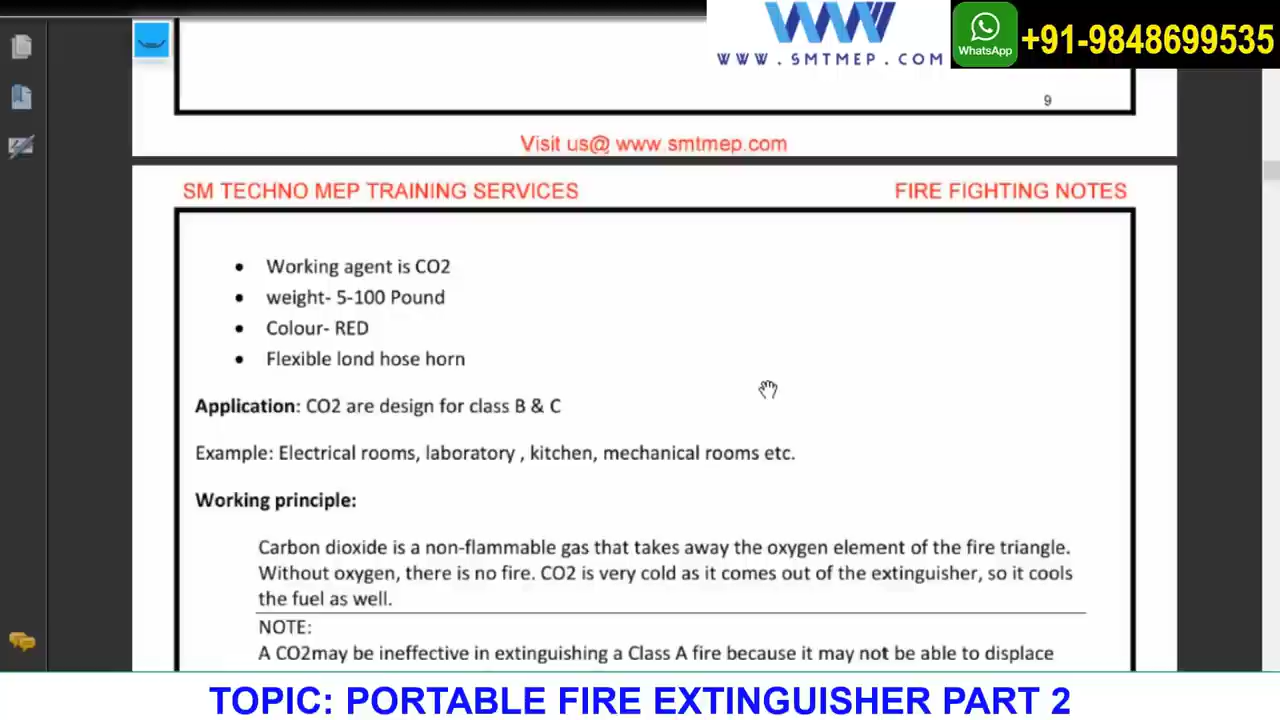 WWW.SMTMEP.COM
WhatsApp
+91-9848699535
9
Visit us@ www.smtmep.com
SM TECHNO MEP TRAINING SERVICES
FIRE FIGHTING NOTES
• Working agent is CO2
• weight- 5-100 Pound
• Colour- RED
• Flexible lond hose horn
Application: CO2 are design for class B & C
Example: Electrical rooms, laboratory , kitchen, mechanical rooms etc.
Working principle:
Carbon dioxide is a non-flammable gas that takes away the oxygen element of the fire triangle.
Without oxygen, there is no fire. CO2 is very cold as it comes out of the extinguisher, so it cools
the fuel as well.
NOTE:
A CO2may be ineffective in extinguishing a Class A fire because it may not be able to displace
TOPIC: PORTABLE FIRE EXTINGUISHER PART 2